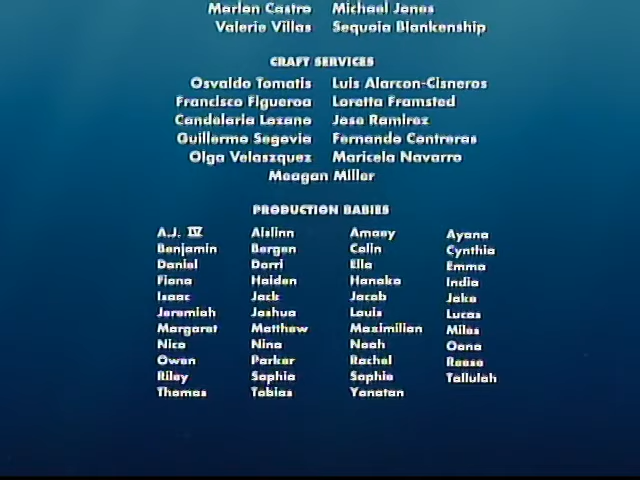 Marlon Castro Michael Jones
Valerie Villas Sequoia Blankenship
CRAFT SERVICES
Osvaldo Tomatis Luis Alarcon-Cisneros
Francisco Figueroa Loretta Framsted
Candelaria Lozano Jose Ramirez
Guillermo Segovia Fernando Contreras
Olga Velaszquez Maricela Navarro
Meagan Miller
PRODUCTION BABIES
A.J. IV Aislinn Amaey Ayana
Benjamin Bergen Colin Cynthia
Daniel Dorri Ella Emma
Fiona Haiden Hanako India
Isaac Jack Jacob Jake
Jeremiah Joshua Louis Lucas
Margaret Matthew Maximilian Miles
Nico Nina Noah Oona
Owen Parker Rachel Reese
Riley Sophia Sophie Tallulah
Thomas Tobias Yonatan